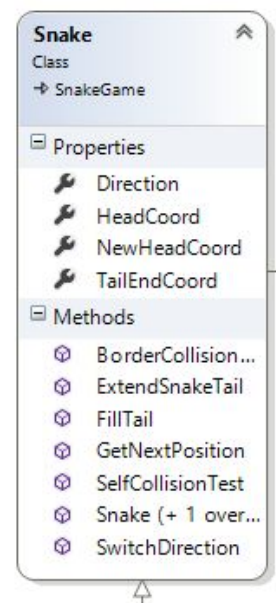 Snake
Class
SnakeGame
Properties
Direction
HeadCoord
NewHeadCoord
TailEndCoord
Methods
BorderCollision...
ExtendSnakeTail
FillTail
GetNextPosition
SelfCollisionTest
Snake (+ 1 over...
SwitchDirection